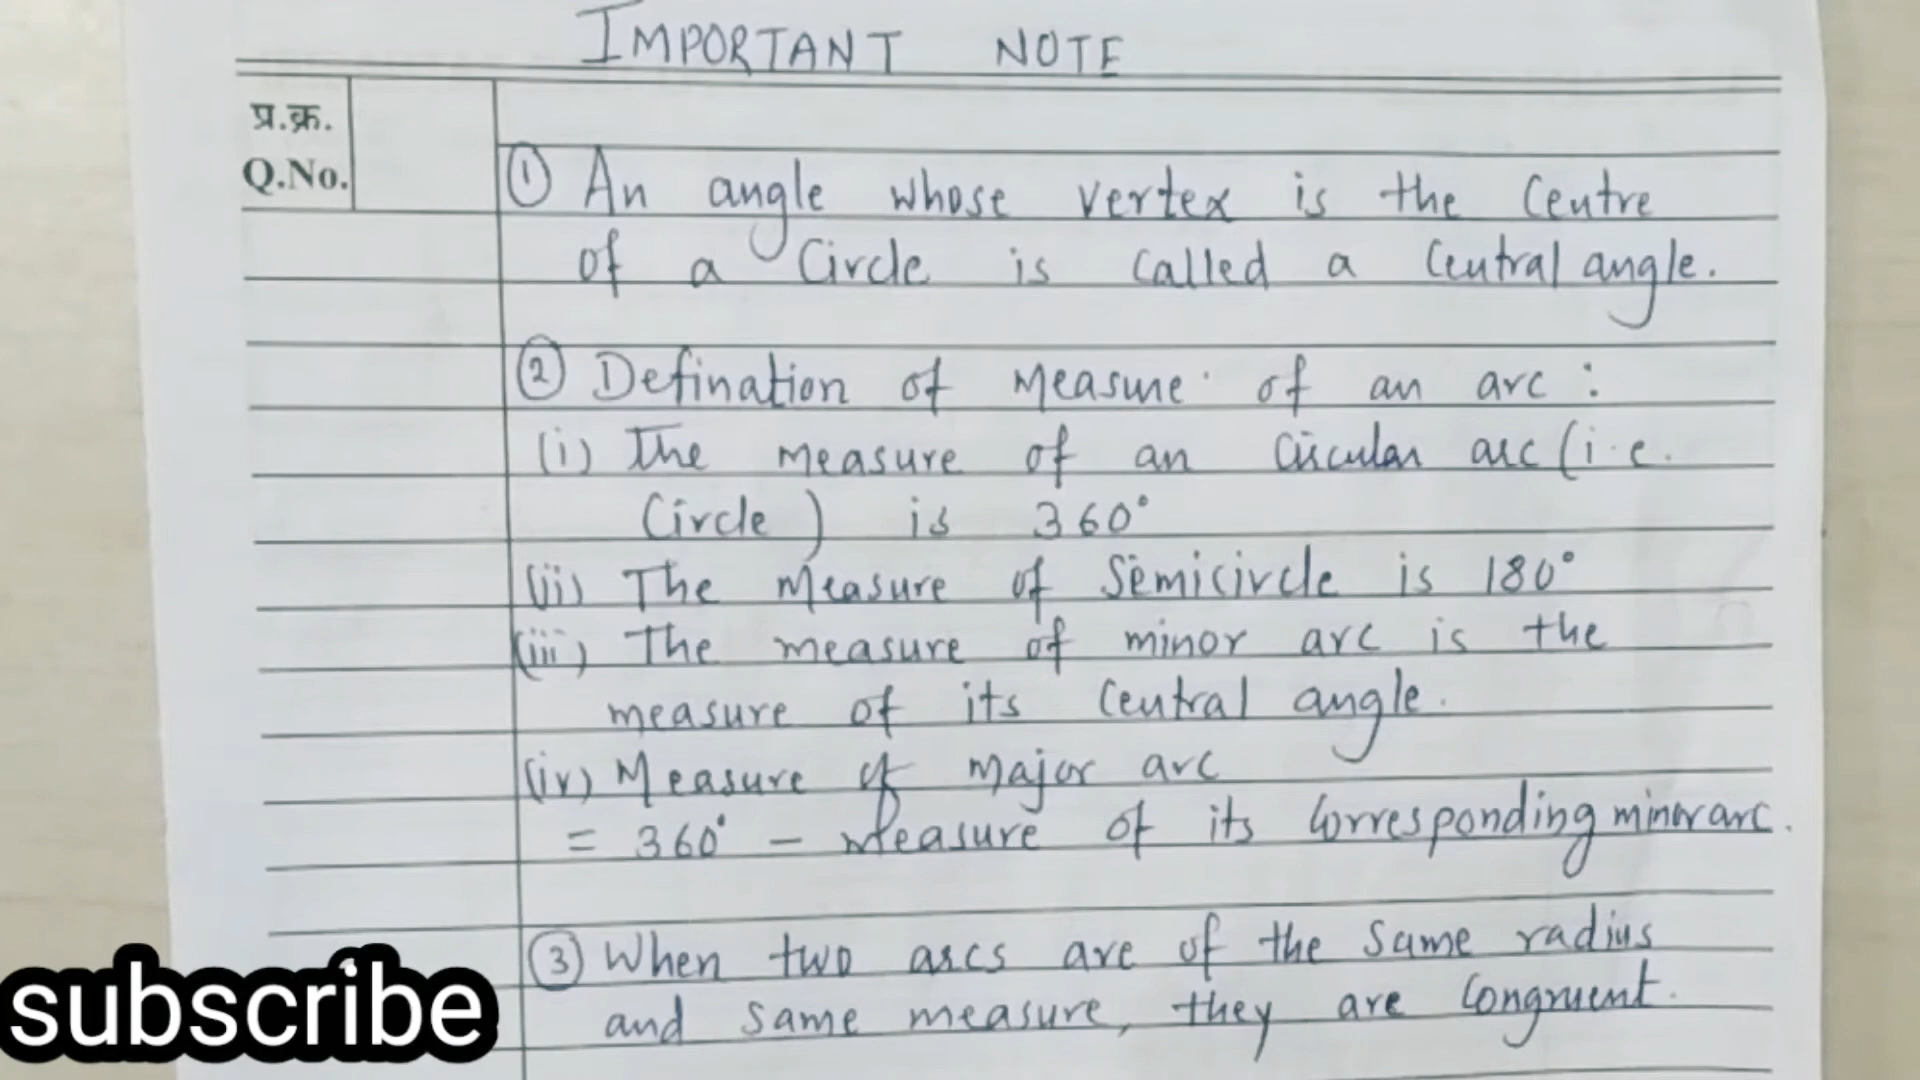 IMPORTANT NOTE
प्र.क्र.
Q.No.
① An angle whose vertex is the Centre
of a Circle is called a Central angle.
② Defination of Measure of an arc :
(i) The measure of an Circular arc (i.e.
Circle) is 360°
(ii) The Measure of Semicircle is 180°
(iii) The measure of minor arc is the
measure of its Central angle.
(iv) Measure of Major arc
= 360° - Measure of its Corresponding minor arc.
③ When two arcs are of the Same radius
and same measure, they are Congruent.
subscribe